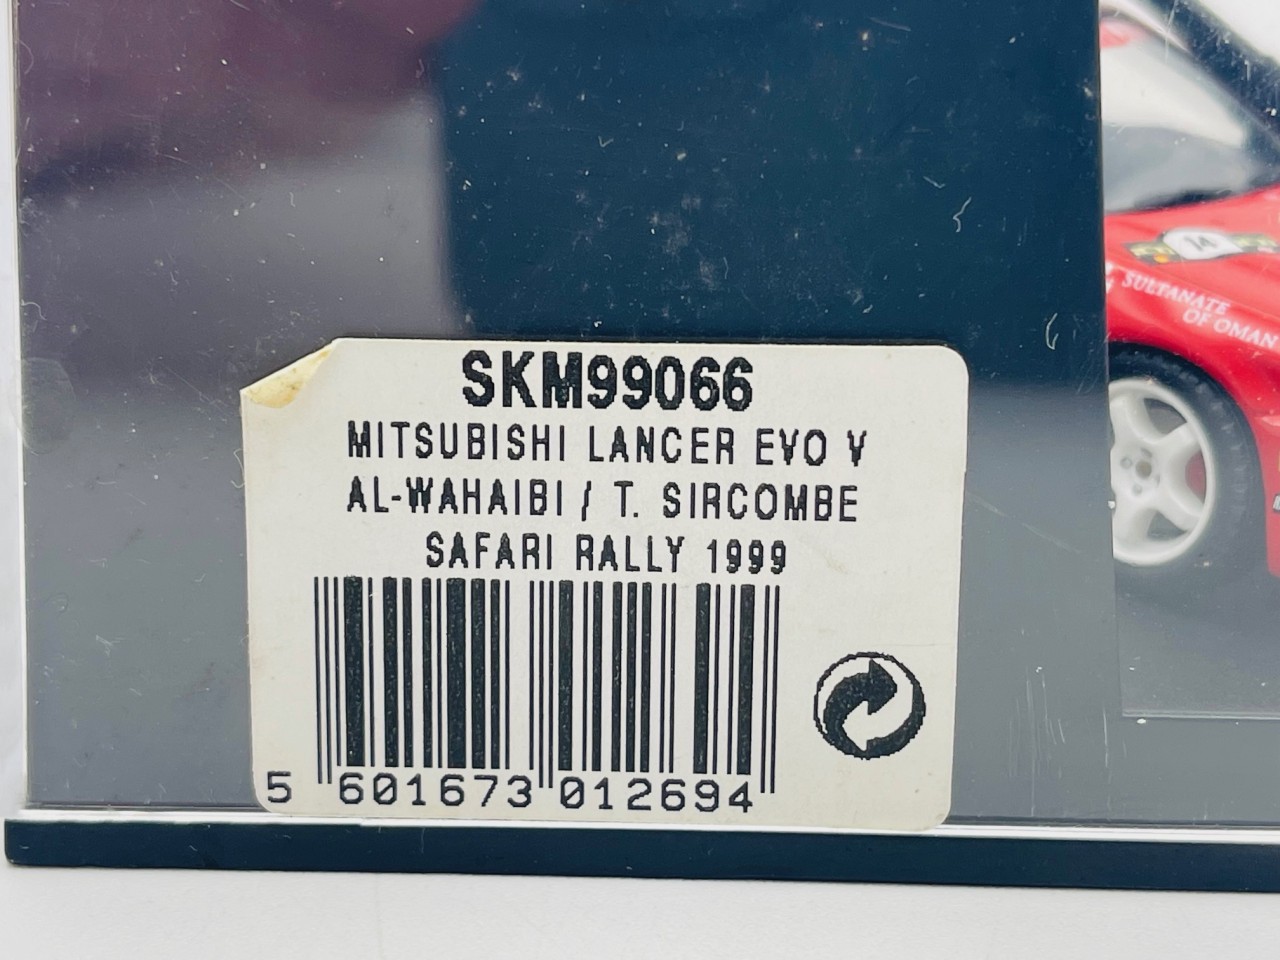 SKM99066
MITSUBISHI LANCER EVO V
AL-WAHAIBI / T. SIRCOMBE
SAFARI RALLY 1999
5 601673 012694
14
SULTANATE
OF OMAN